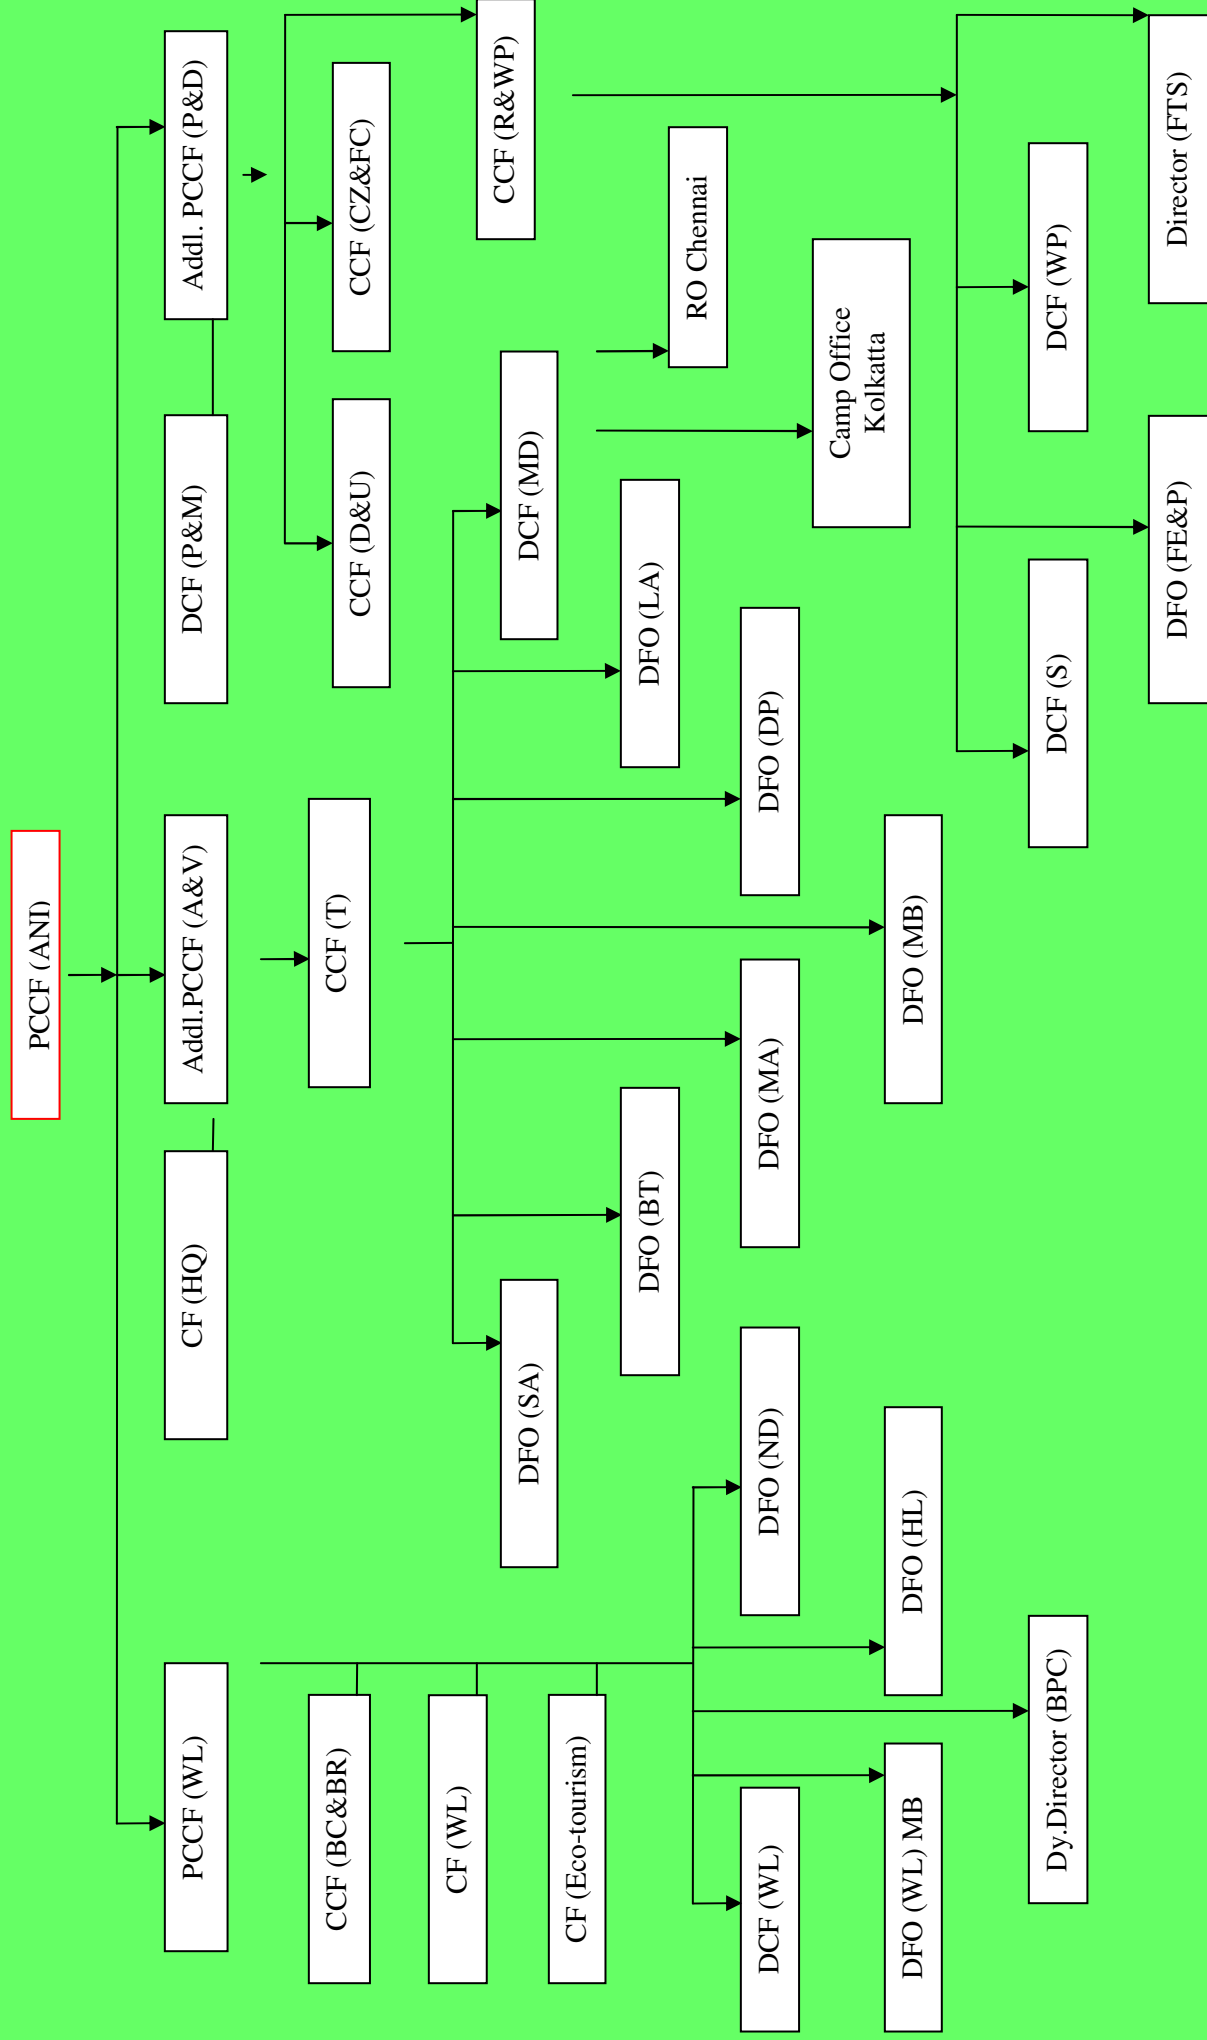 PCCF (ANI)
PCCF (WL)
CF (HQ)
Addl.PCCF (A&V)
DCF (P&M)
Addl. PCCF (P&D)
CCF (BC&BR)
CCF (T)
CCF (D&U)
CCF (CZ&FC)
CF (WL)
CCF (R&WP)
CF (Eco-tourism)
DFO (SA)
DCF (MD)
DFO (BT)
DFO (LA)
RO Chennai
DCF (WL)
DFO (ND)
DFO (MA)
DFO (DP)
Camp Office
Kolkatta
DFO (WL) MB
DFO (HL)
DFO (MB)
Dy.Director (BPC)
DCF (S)
DCF (WP)
DFO (FE&P)
Director (FTS)